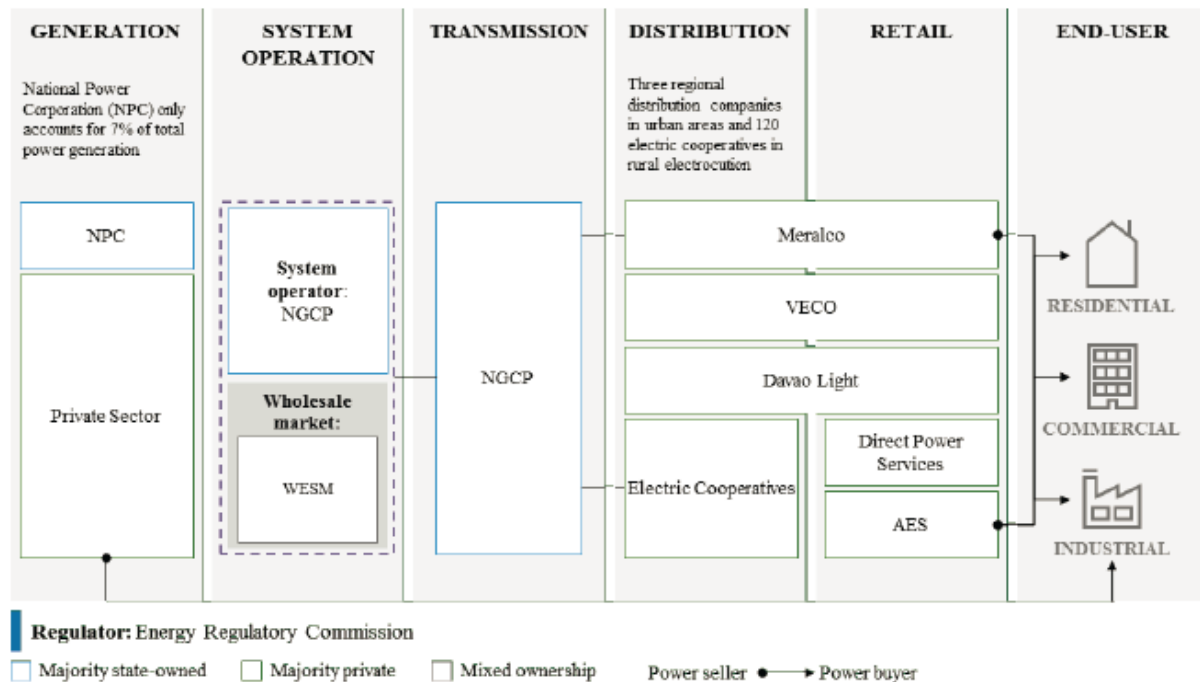 GENERATION
National Power
Corporation (NPC) only
accounts for 7% of total
power generation
NPC
Private Sector
SYSTEM
OPERATION
System
operator:
NGCP
Wholesale
market:
WESM
TRANSMISSION
NGCP
DISTRIBUTION
Three regional
distribution companies
in urban areas and 120
electric cooperatives in
rural electrocution
RETAIL
Meralco
VECO
Davao Light
Electric Cooperatives
Direct Power
Services
AES
END-USER
RESIDENTIAL
COMMERCIAL
INDUSTRIAL
Regulator: Energy Regulatory Commission
Majority state-owned
Majority private
Mixed ownership
Power seller
Power buyer